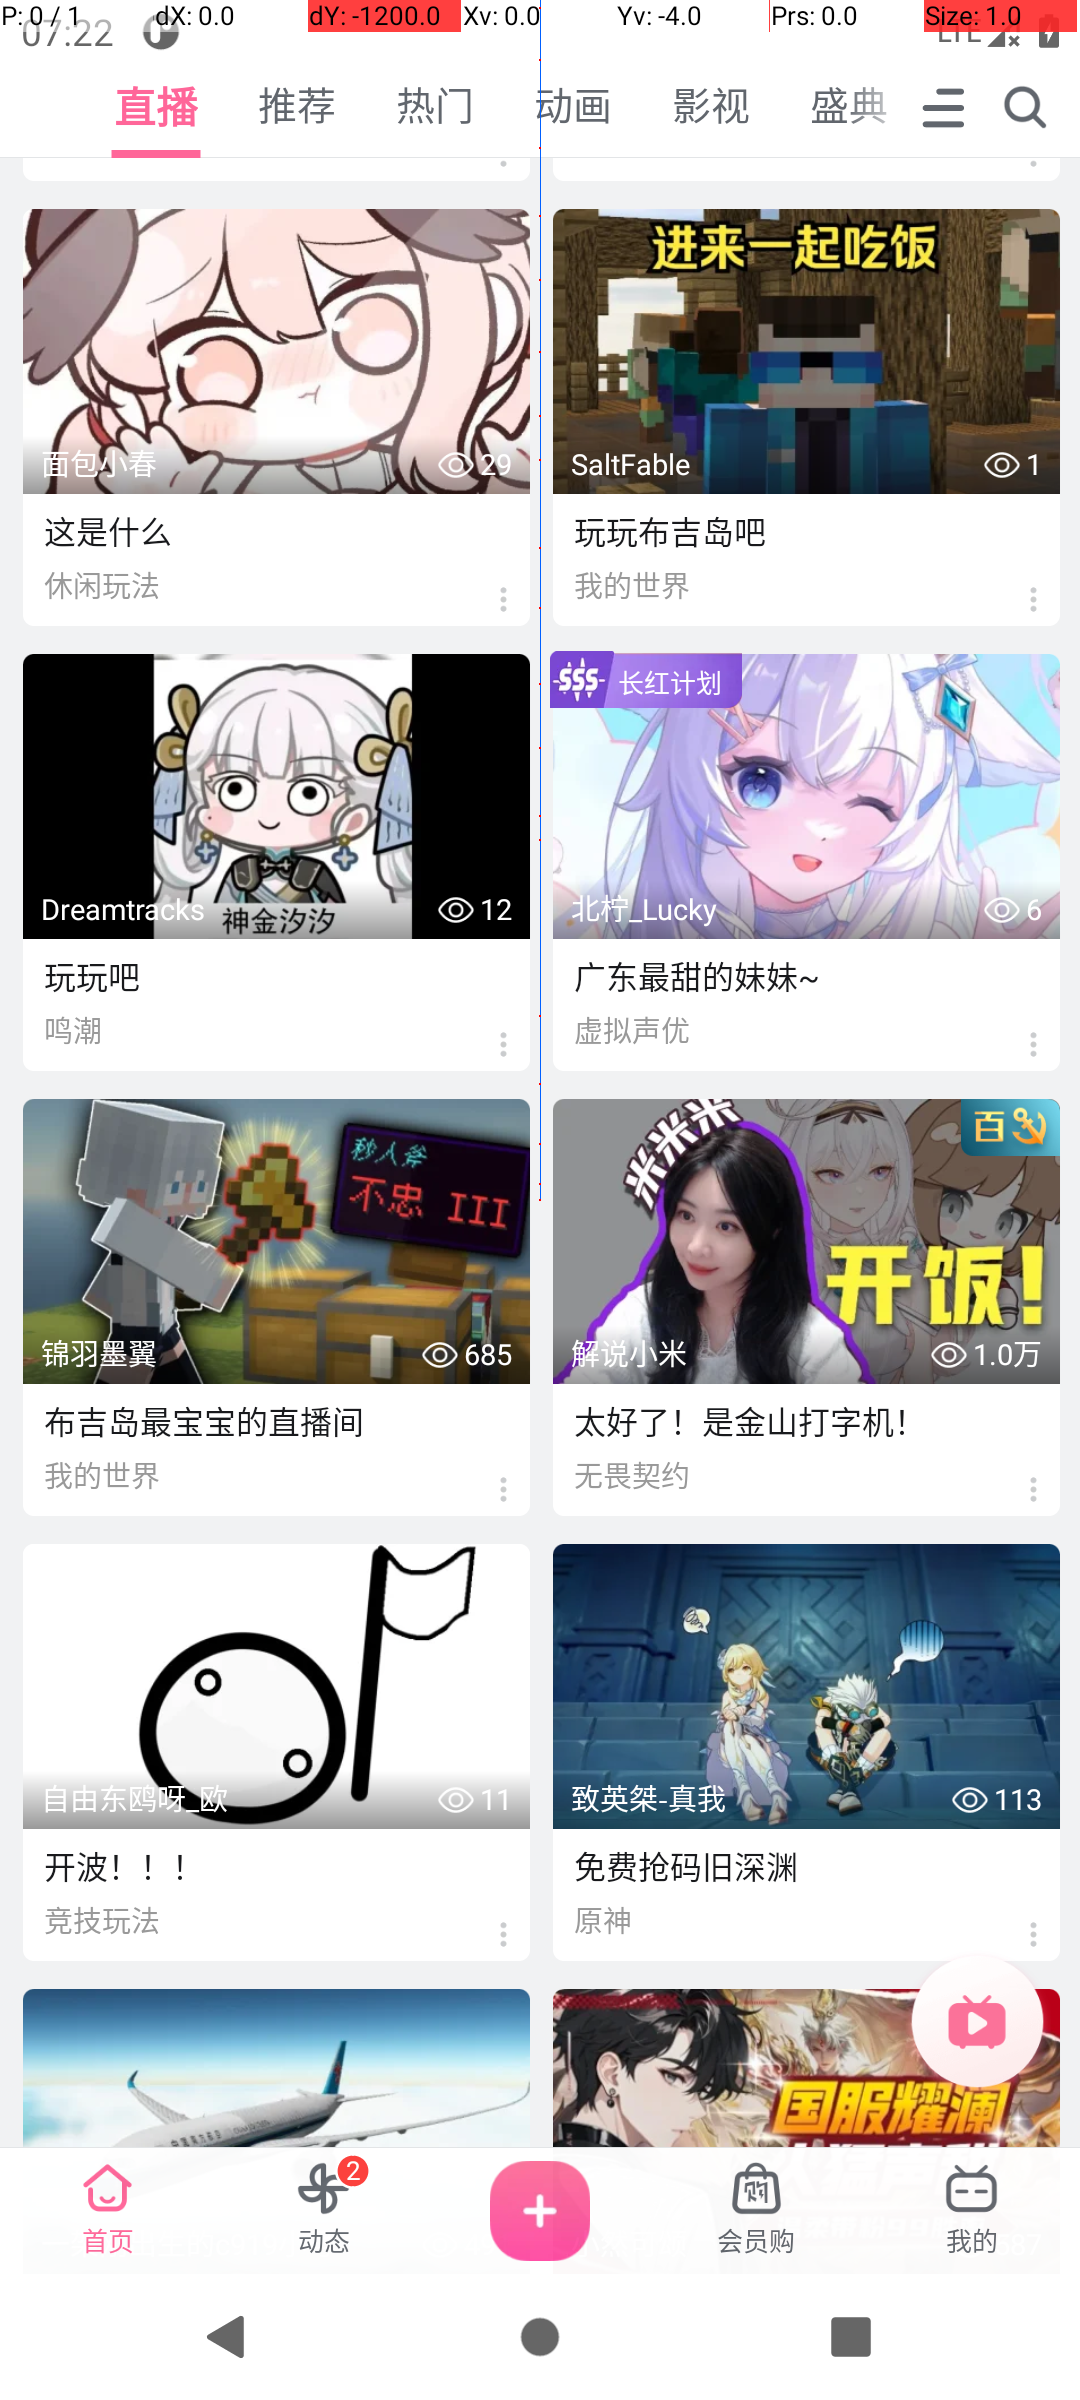 P: 0 / 1 dX: 0.0 dY: -1200.0 Xv: 0.0 Yv: -4.0 Prs: 0.0 Size: 1.0
07:22 LTE
直播 推荐 热门 动画 影视 盛典
进来一起吃饭
面包小春 29
SaltFable 1
这是什么
玩玩布吉岛吧
休闲玩法
我的世界
SSS 长红计划
神金汐汐
Dreamtracks 12
北柠_Lucky 6
玩玩吧
广东最甜的妹妹~
鸣潮
虚拟声优
秒人斧
不忠 III
米米米
百
开饭!
锦羽墨翼 685
解说小米 1.0万
布吉岛最宝宝的直播间
太好了！是金山打字机！
我的世界
无畏契约
自由东鸥呀_欧 11
致英桀-真我 113
开波！！！
免费抢码旧深渊
竞技玩法
原神
国服耀澜
首页 动态 2 会员购 我的